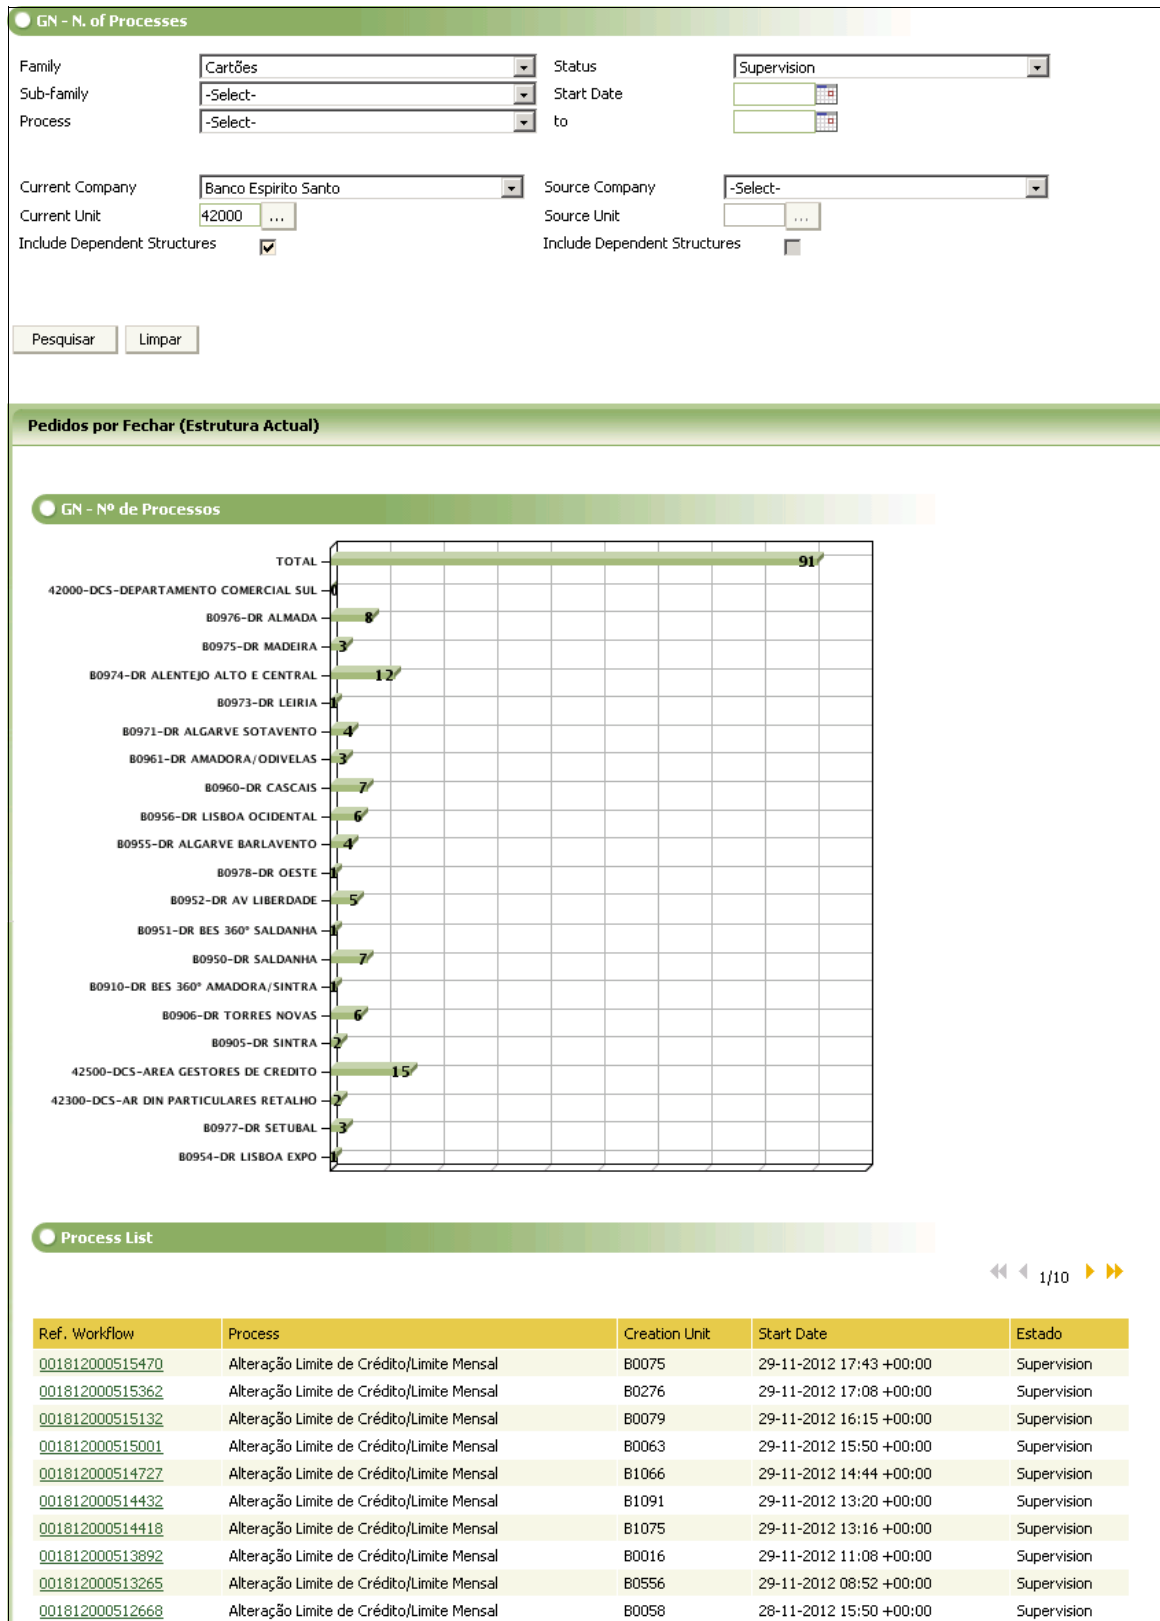 GN - N. of Processes
Family Cartões Status Supervision
Sub-family -Select- Start Date
Process -Select- to
Current Company Banco Espirito Santo Source Company -Select-
Current Unit 42000 ... Source Unit ...
Include Dependent Structures Include Dependent Structures
Pesquisar Limpar
Pedidos por Fechar (Estrutura Actual)
GN - Nº de Processos
TOTAL 91
42000-DCS-DEPARTAMENTO COMERCIAL SUL 0
B0976-DR ALMADA 8
B0975-DR MADEIRA 3
B0974-DR ALENTEJO ALTO E CENTRAL 12
B0973-DR LEIRIA 1
B0971-DR ALGARVE SOTAVENTO 4
B0961-DR AMADORA/ODIVELAS 3
B0960-DR CASCAIS 7
B0956-DR LISBOA OCIDENTAL 6
B0955-DR ALGARVE BARLAVENTO 4
B0978-DR OESTE 1
B0952-DR AV LIBERDADE 5
B0951-DR BES 360° SALDANHA 1
B0950-DR SALDANHA 7
B0910-DR BES 360° AMADORA/SINTRA 1
B0906-DR TORRES NOVAS 6
B0905-DR SINTRA 2
42500-DCS-AREA GESTORES DE CREDITO 15
42300-DCS-AR DIN PARTICULARES RETALHO 2
B0977-DR SETUBAL 3
B0954-DR LISBOA EXPO 1
Process List
1/10
Ref. Workflow Process Creation Unit Start Date Estado
001812000515470 Alteração Limite de Crédito/Limite Mensal B0075 29-11-2012 17:43 +00:00 Supervision
001812000515362 Alteração Limite de Crédito/Limite Mensal B0276 29-11-2012 17:08 +00:00 Supervision
001812000515132 Alteração Limite de Crédito/Limite Mensal B0079 29-11-2012 16:15 +00:00 Supervision
001812000515001 Alteração Limite de Crédito/Limite Mensal B0063 29-11-2012 15:50 +00:00 Supervision
001812000514727 Alteração Limite de Crédito/Limite Mensal B1066 29-11-2012 14:44 +00:00 Supervision
001812000514432 Alteração Limite de Crédito/Limite Mensal B1091 29-11-2012 13:20 +00:00 Supervision
001812000514418 Alteração Limite de Crédito/Limite Mensal B1075 29-11-2012 13:16 +00:00 Supervision
001812000513892 Alteração Limite de Crédito/Limite Mensal B0016 29-11-2012 11:08 +00:00 Supervision
001812000513265 Alteração Limite de Crédito/Limite Mensal B0556 29-11-2012 08:52 +00:00 Supervision
001812000512668 Alteração Limite de Crédito/Limite Mensal B0058 28-11-2012 15:50 +00:00 Supervision